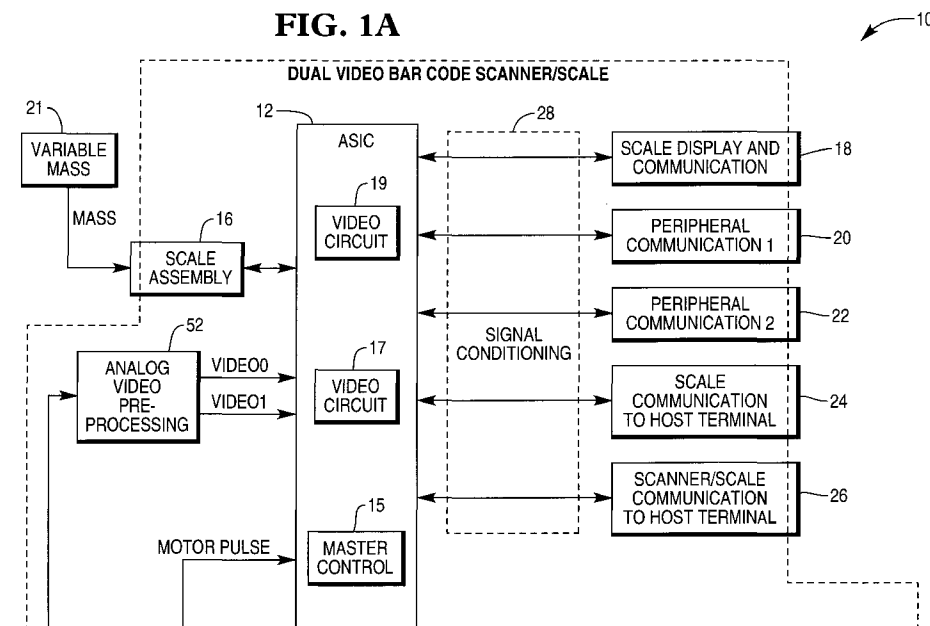 FIG. 1A
10
DUAL VIDEO BAR CODE SCANNER/SCALE
21
VARIABLE
MASS
MASS
16
SCALE
ASSEMBLY
52
ANALOG
VIDEO
PRE-
PROCESSING
VIDEO0
VIDEO1
MOTOR PULSE
12
ASIC
19
VIDEO
CIRCUIT
17
VIDEO
CIRCUIT
15
MASTER
CONTROL
28
SIGNAL
CONDITIONING
SCALE DISPLAY AND
COMMUNICATION
18
PERIPHERAL
COMMUNICATION 1
20
PERIPHERAL
COMMUNICATION 2
22
SCALE
COMMUNICATION
TO HOST TERMINAL
24
SCANNER/SCALE
COMMUNICATION
TO HOST TERMINAL
26